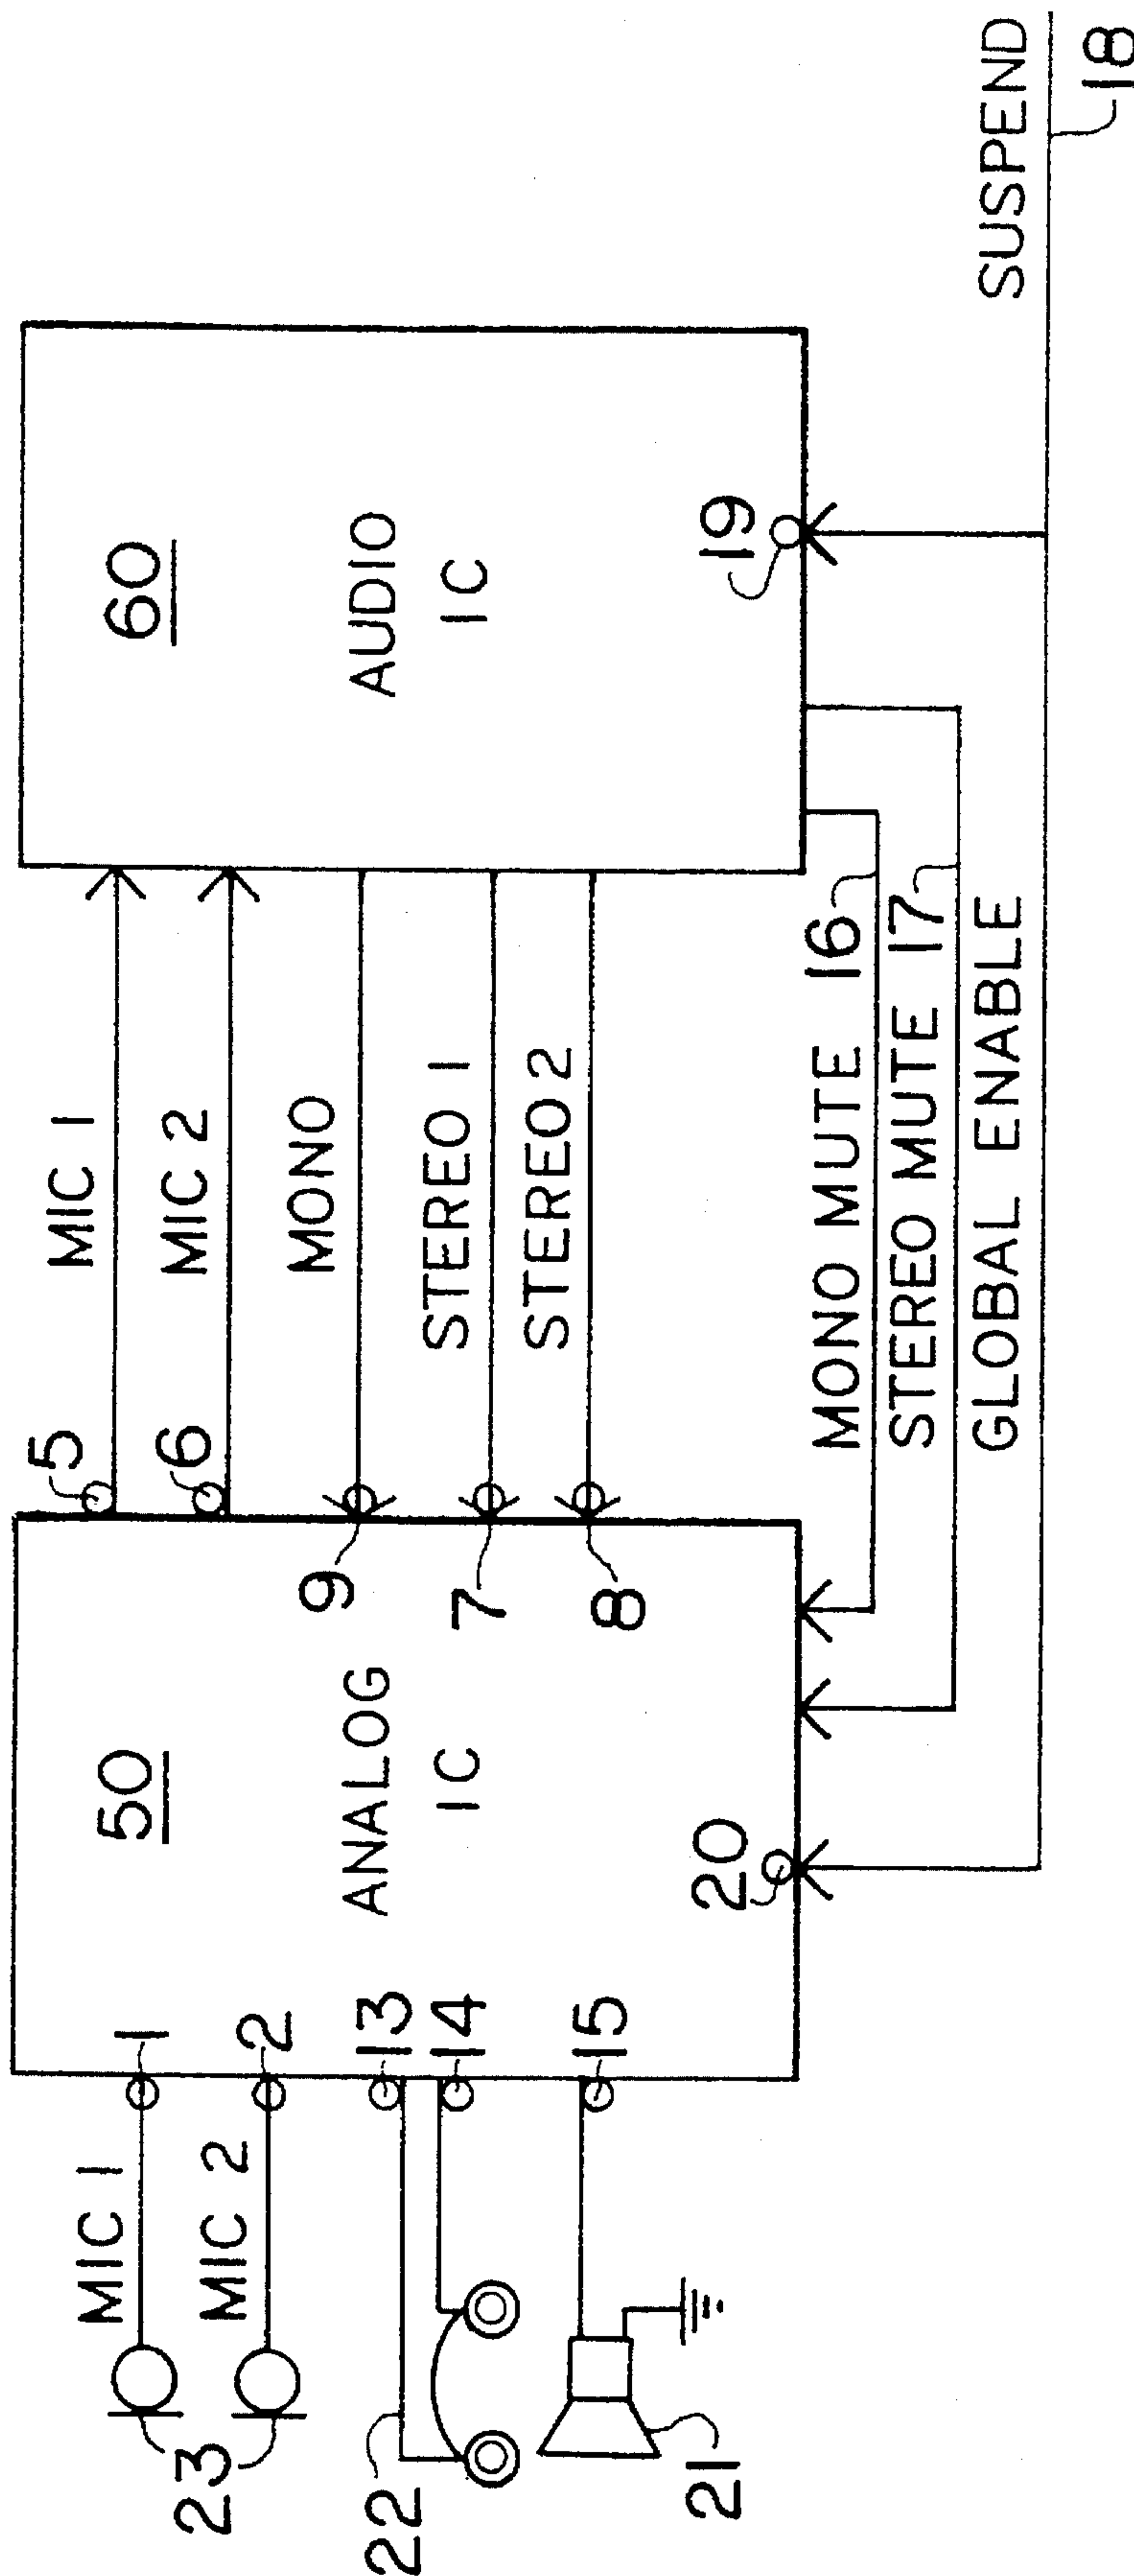 MIC 1
MIC 2
23
22
21
1
2
13
14
15
50
ANALOG
IC
20
5
6
9
7
8
MIC 1
MIC 2
MONO
STEREO 1
STEREO 2
MONO MUTE 16
STEREO MUTE 17
GLOBAL ENABLE
60
AUDIO
IC
19
SUSPEND
18